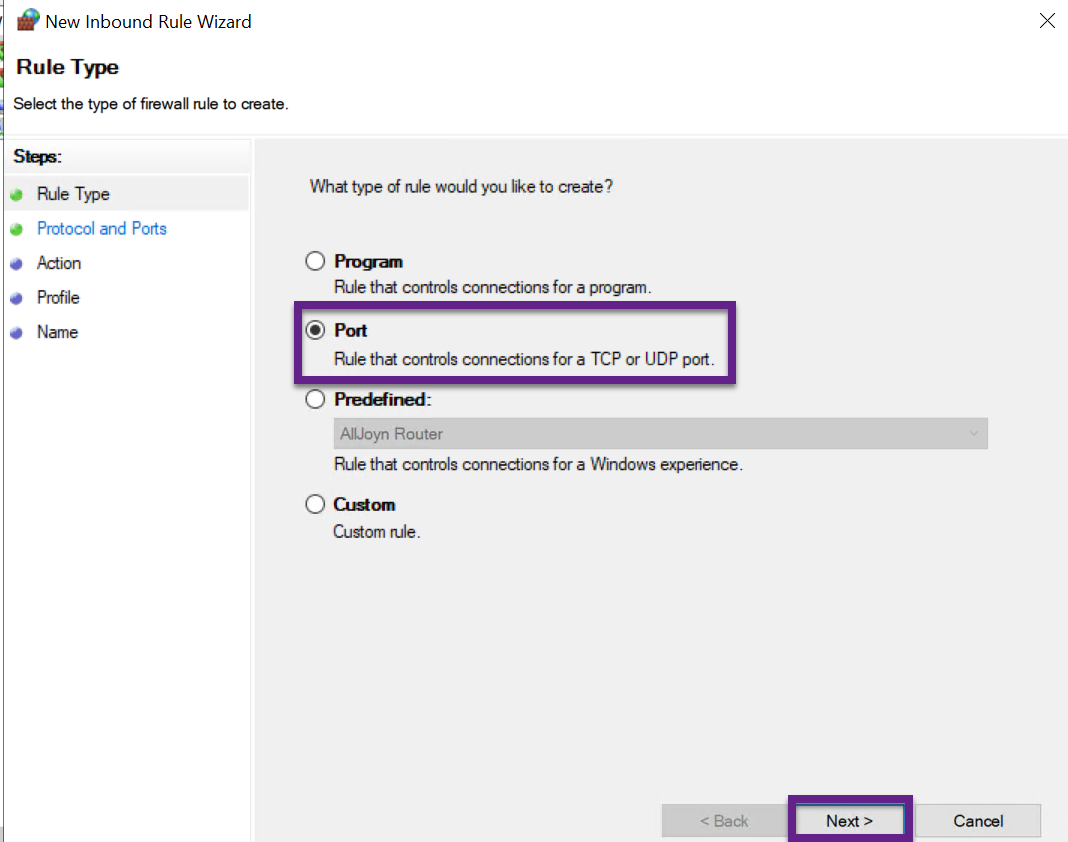 New Inbound Rule Wizard
Rule Type
Select the type of firewall rule to create.
Steps:
Rule Type
Protocol and Ports
Action
Profile
Name
What type of rule would you like to create?
Program
Rule that controls connections for a program.
Port
Rule that controls connections for a TCP or UDP port.
Predefined:
AllJoyn Router
Rule that controls connections for a Windows experience.
Custom
Custom rule.
< Back
Next >
Cancel